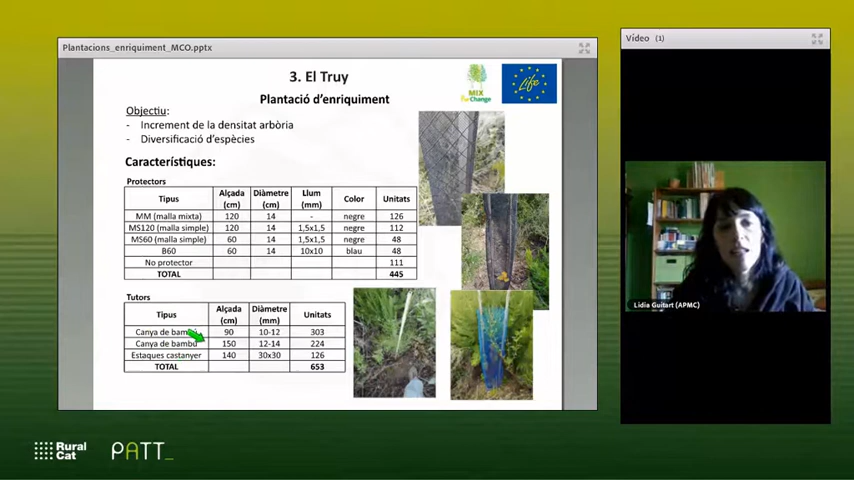 Plantacions_enriquiment_MCO.pptx
Vídeo (1)
3. El Truy
Plantació d'enriquiment
MIX
ForChange
Life
Objectiu:
- Increment de la densitat arbòria
- Diversificació d'espècies
Característiques:
Protectors
Tipus Alçada (cm) Diàmetre (cm) Llum (mm) Color Unitats
MM (malla mixta) 120 14 - negre 126
MS120 (malla simple) 120 14 1,5x1,5 negre 112
MS60 (malla simple) 60 14 1,5x1,5 negre 48
B60 60 14 10x10 blau 48
No protector 111
TOTAL 445
Tutors
Tipus Alçada (cm) Diàmetre (mm) Unitats
Canya de bambú 90 10-12 303
Canya de bambú 150 12-14 224
Estaques castanyer 140 30x30 126
TOTAL 653
Lidia Guitart (APMC)
Rural
Cat
PATT_